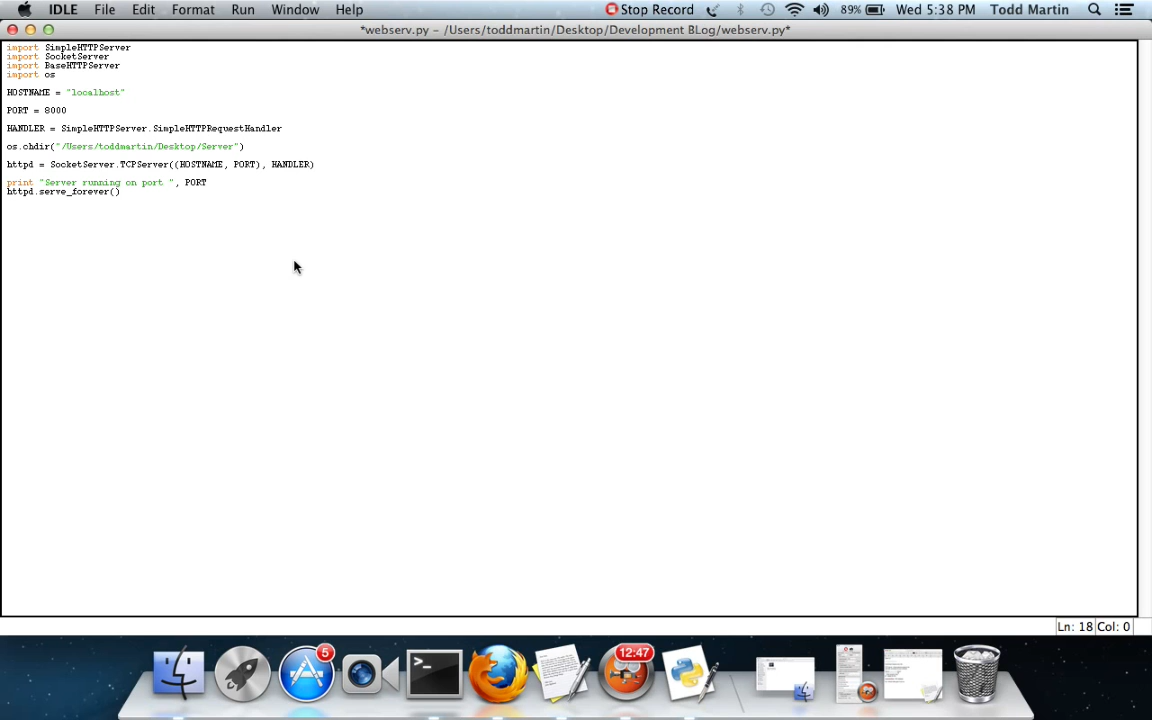 IDLE File Edit Format Run Window Help Stop Record 89% Wed 5:38 PM Todd Martin
*webserv.py - /Users/toddmartin/Desktop/Development BLog/webserv.py*
import SimpleHTTPServer
import SocketServer
import BaseHTTPServer
import os
HOSTNAME = "localhost"
PORT = 8000
HANDLER = SimpleHTTPServer.SimpleHTTPRequestHandler
os.chdir("/Users/toddmartin/Desktop/Server")
httpd = SocketServer.TCPServer((HOSTNAME, PORT), HANDLER)
print "Server running on port ", PORT
httpd.serve_forever()
Ln: 18 Col: 0
5
12:47